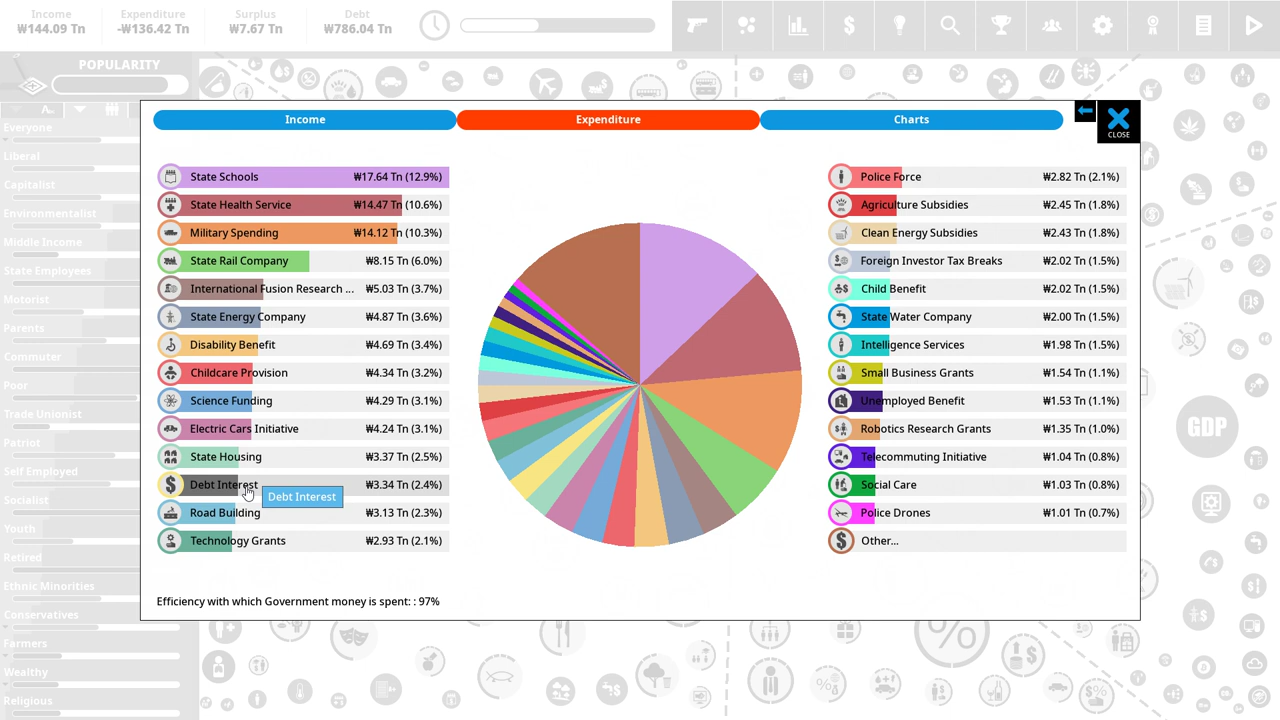 Income Expenditure Surplus Debt
₩144.09 Tn -₩136.42 Tn ₩7.67 Tn ₩786.04 Tn
POPULARITY
Everyone
Liberal
Capitalist
Environmentalist
Middle Income
State Employees
Motorist
Parents
Commuter
Poor
Trade Unionist
Patriot
Self Employed
Socialist
Youth
Retired
Ethnic Minorities
Conservatives
Farmers
Wealthy
Religious
Income Expenditure Charts
CLOSE
State Schools ₩17.64 Tn (12.9%)
State Health Service ₩14.47 Tn (10.6%)
Military Spending ₩14.12 Tn (10.3%)
State Rail Company ₩8.15 Tn (6.0%)
International Fusion Research ... ₩5.03 Tn (3.7%)
State Energy Company ₩4.87 Tn (3.6%)
Disability Benefit ₩4.69 Tn (3.4%)
Childcare Provision ₩4.34 Tn (3.2%)
Science Funding ₩4.29 Tn (3.1%)
Electric Cars Initiative ₩4.24 Tn (3.1%)
State Housing ₩3.37 Tn (2.5%)
Debt Interest ₩3.34 Tn (2.4%)
Debt Interest
Road Building ₩3.13 Tn (2.3%)
Technology Grants ₩2.93 Tn (2.1%)
Police Force ₩2.82 Tn (2.1%)
Agriculture Subsidies ₩2.45 Tn (1.8%)
Clean Energy Subsidies ₩2.43 Tn (1.8%)
Foreign Investor Tax Breaks ₩2.02 Tn (1.5%)
Child Benefit ₩2.02 Tn (1.5%)
State Water Company ₩2.00 Tn (1.5%)
Intelligence Services ₩1.98 Tn (1.5%)
Small Business Grants ₩1.54 Tn (1.1%)
Unemployed Benefit ₩1.53 Tn (1.1%)
Robotics Research Grants ₩1.35 Tn (1.0%)
Telecommuting Initiative ₩1.04 Tn (0.8%)
Social Care ₩1.03 Tn (0.8%)
Police Drones ₩1.01 Tn (0.7%)
Other...
GDP
Efficiency with which Government money is spent: : 97%